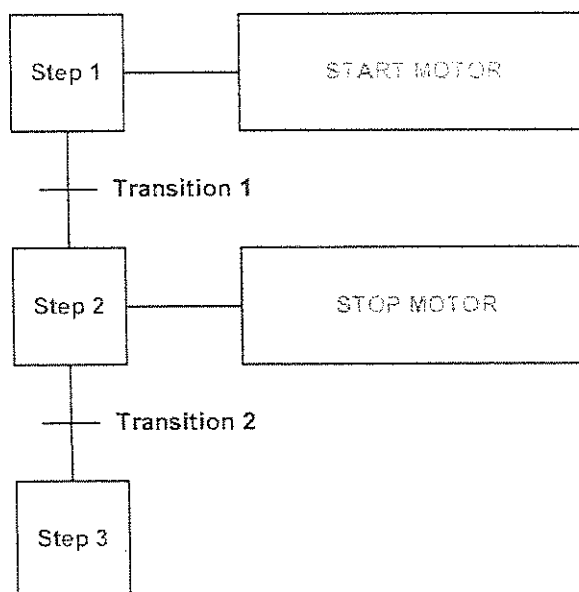 Step 1
START MOTOR
Transition 1
Step 2
STOP MOTOR
Transition 2
Step 3